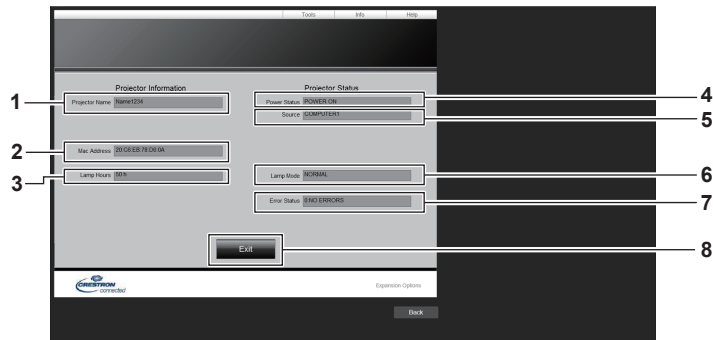 Tools Info Help
Projector Information Projector Status
1 Projector Name Name1234 Power Status POWER ON 4
Source COMPUTER1 5
2 Mac Address 20:C6:EB:78:D6:0A
3 Lamp Hours 50 h Lamp Mode NORMAL 6
Error Status 0:NO ERRORS 7
Exit 8
CRESTRON
connected
Expansion Options
Back